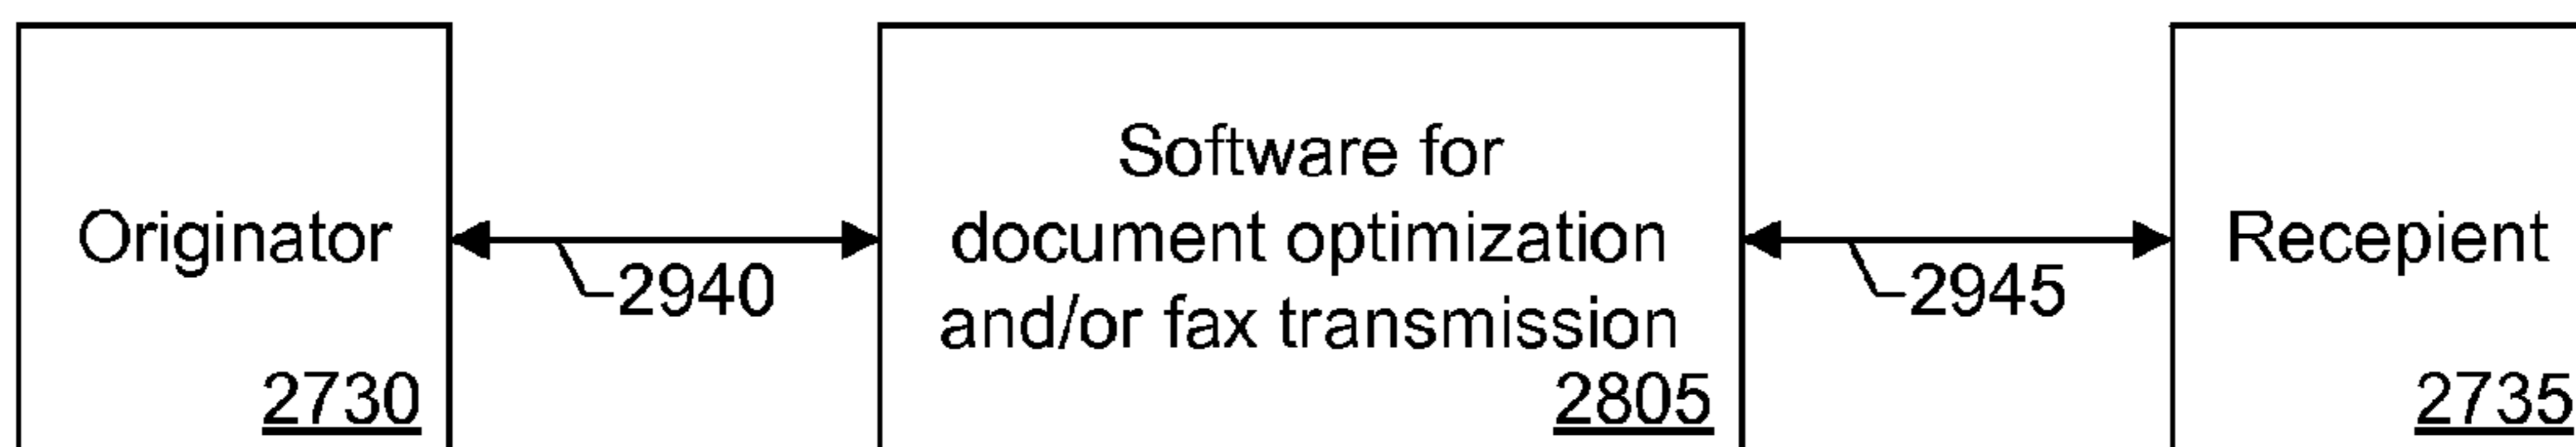 Originator
2730
2940
Software for
document optimization
and/or fax transmission
2805
2945
Recepient
2735